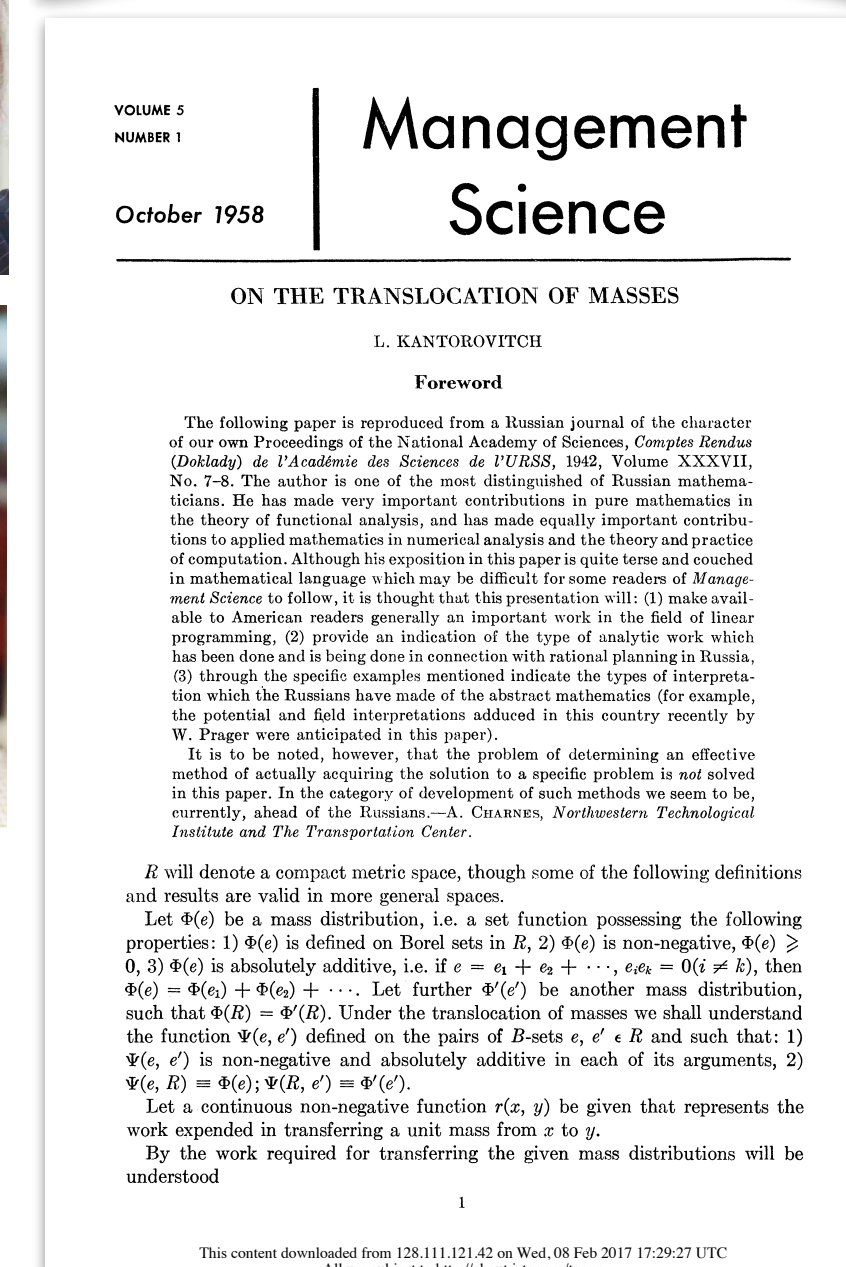 VOLUME 5
NUMBER 1
October 1958
Management
Science
ON THE TRANSLOCATION OF MASSES
L. KANTOROVITCH
Foreword
The following paper is reproduced from a Russian journal of the character
of our own Proceedings of the National Academy of Sciences, Comptes Rendus
(Doklady) de l'Académie des Sciences de l'URSS, 1942, Volume XXXVII,
No. 7–8. The author is one of the most distinguished of Russian mathema-
ticians. He has made very important contributions in pure mathematics in
the theory of functional analysis, and has made equally important contribu-
tions to applied mathematics in numerical analysis and the theory and practice
of computation. Although his exposition in this paper is quite terse and couched
in mathematical language which may be difficult for some readers of Manage-
ment Science to follow, it is thought that this presentation will: (1) make avail-
able to American readers generally an important work in the field of linear
programming, (2) provide an indication of the type of analytic work which
has been done and is being done in connection with rational planning in Russia,
(3) through the specific examples mentioned indicate the types of interpreta-
tion which the Russians have made of the abstract mathematics (for example,
the potential and field interpretations adduced in this country recently by
W. Prager were anticipated in this paper).
It is to be noted, however, that the problem of determining an effective
method of actually acquiring the solution to a specific problem is not solved
in this paper. In the category of development of such methods we seem to be,
currently, ahead of the Russians.—A. CHARNES, Northwestern Technological
Institute and The Transportation Center.
R will denote a compact metric space, though some of the following definitions
and results are valid in more general spaces.
Let Φ(e) be a mass distribution, i.e. a set function possessing the following
properties: 1) Φ(e) is defined on Borel sets in R, 2) Φ(e) is non-negative, Φ(e) ⩾
0, 3) Φ(e) is absolutely additive, i.e. if e = e₁ + e₂ + ···, eᵢeₖ = 0(i ≠ k), then
Φ(e) = Φ(e₁) + Φ(e₂) + ···. Let further Φ′(e′) be another mass distribution,
such that Φ(R) = Φ′(R). Under the translocation of masses we shall understand
the function Ψ(e, e′) defined on the pairs of B-sets e, e′ ϵ R and such that: 1)
Ψ(e, e′) is non-negative and absolutely additive in each of its arguments, 2)
Ψ(e, R) ≡ Φ(e); Ψ(R, e′) ≡ Φ′(e′).
Let a continuous non-negative function r(x, y) be given that represents the
work expended in transferring a unit mass from x to y.
By the work required for transferring the given mass distributions will be
understood
1
This content downloaded from 128.111.121.42 on Wed, 08 Feb 2017 17:29:27 UTC